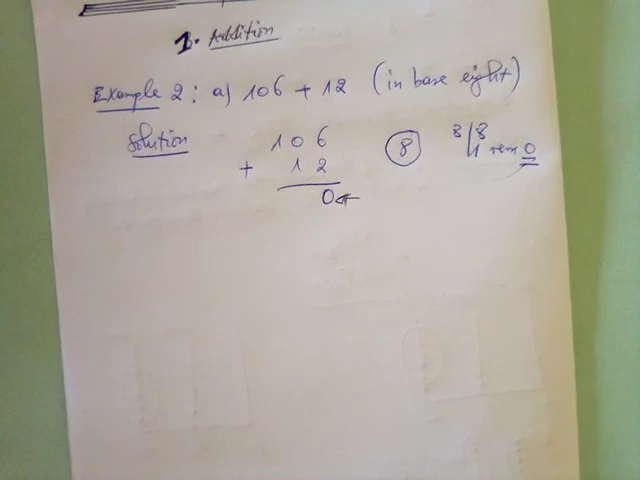 1. Addition
Example 2: a) 106 + 12 (in base eight)
Solution
106
+ 12
0
8
8/8
1 rem 0